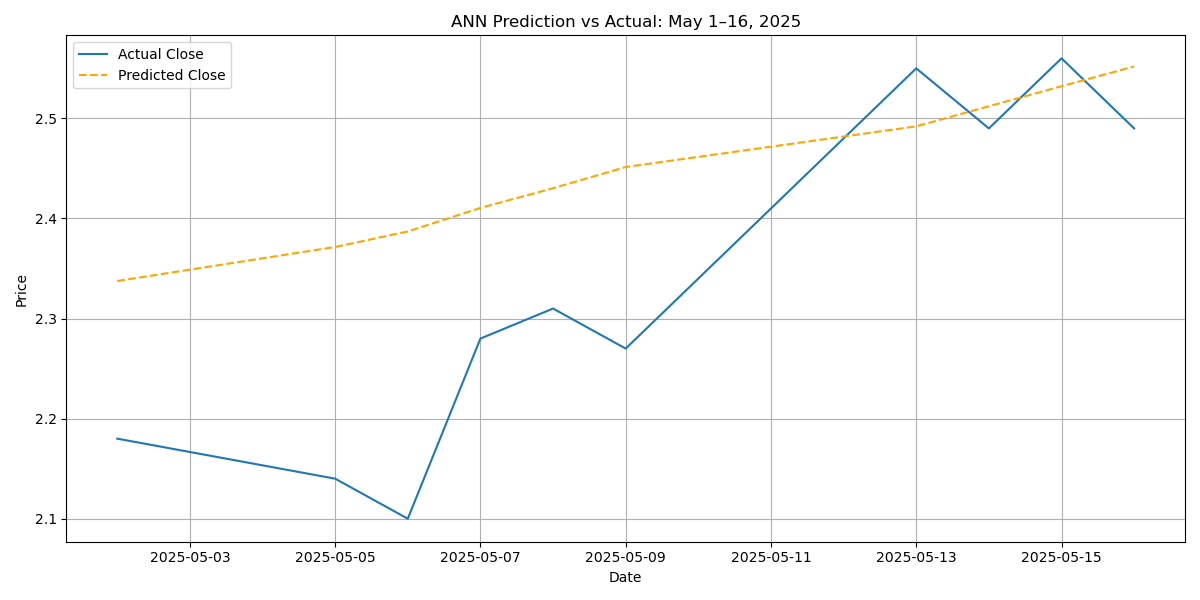 ANN Prediction vs Actual: May 1–16, 2025
Actual Close
Predicted Close
Price
2.5
2.4
2.3
2.2
2.1
2025-05-03
2025-05-05
2025-05-07
2025-05-09
2025-05-11
2025-05-13
2025-05-15
Date